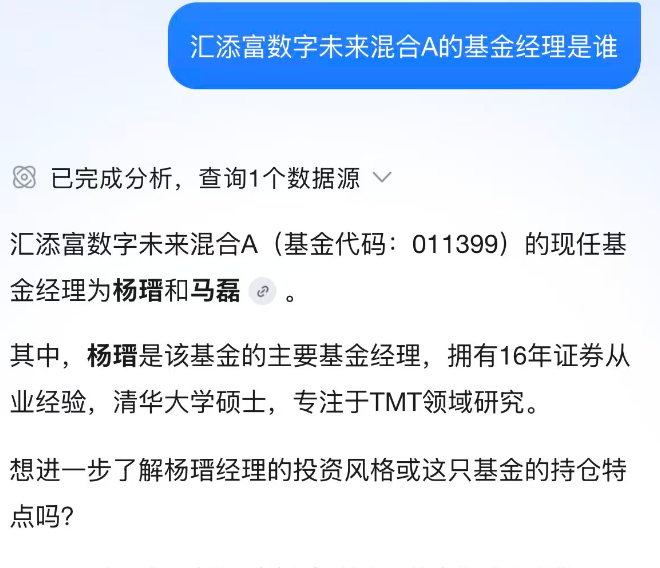 汇添富数字未来混合A的基金经理是谁
已完成分析，查询1个数据源
汇添富数字未来混合A（基金代码：011399）的现任基
金经理为杨瑨和马磊。
其中，杨瑨是该基金的主要基金经理，拥有16年证券从
业经验，清华大学硕士，专注于TMT领域研究。
想进一步了解杨瑨经理的投资风格或这只基金的持仓特
点吗？